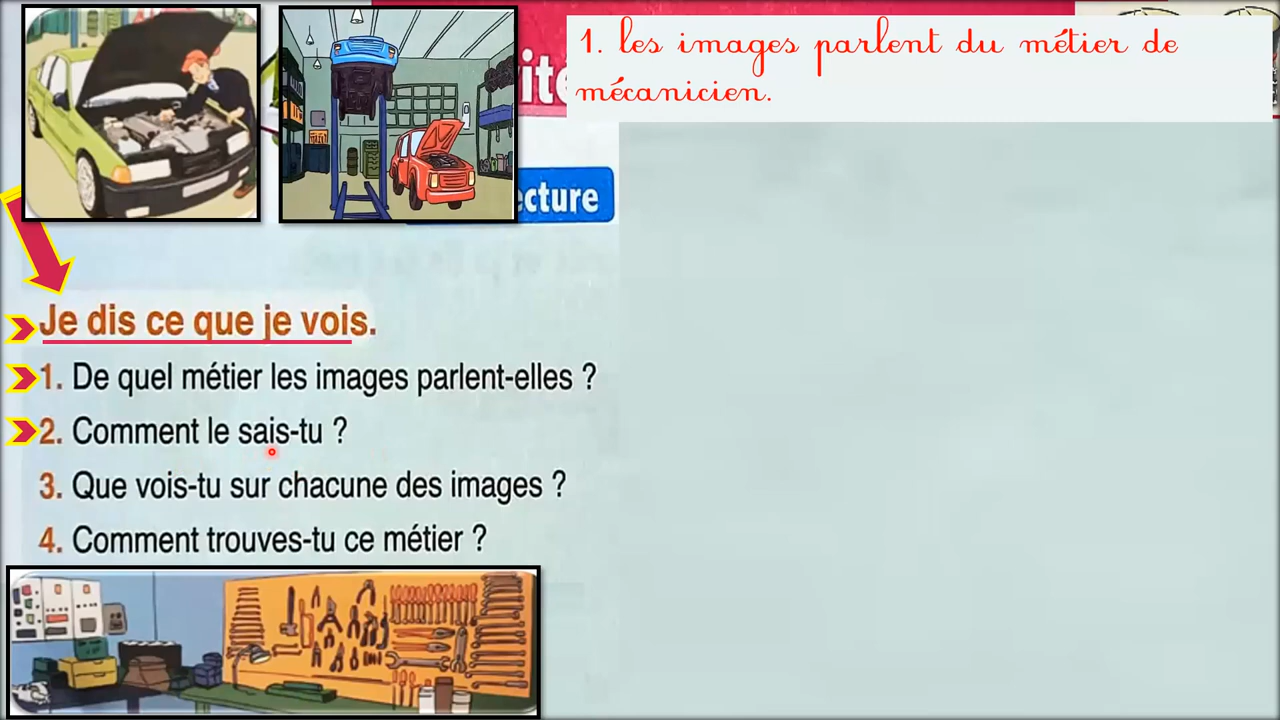 1. les images parlent du métier de
mécanicien.
ite
ecture
Je dis ce que je vois.
1. De quel métier les images parlent-elles ?
2. Comment le sais-tu ?
3. Que vois-tu sur chacune des images ?
4. Comment trouves-tu ce métier ?